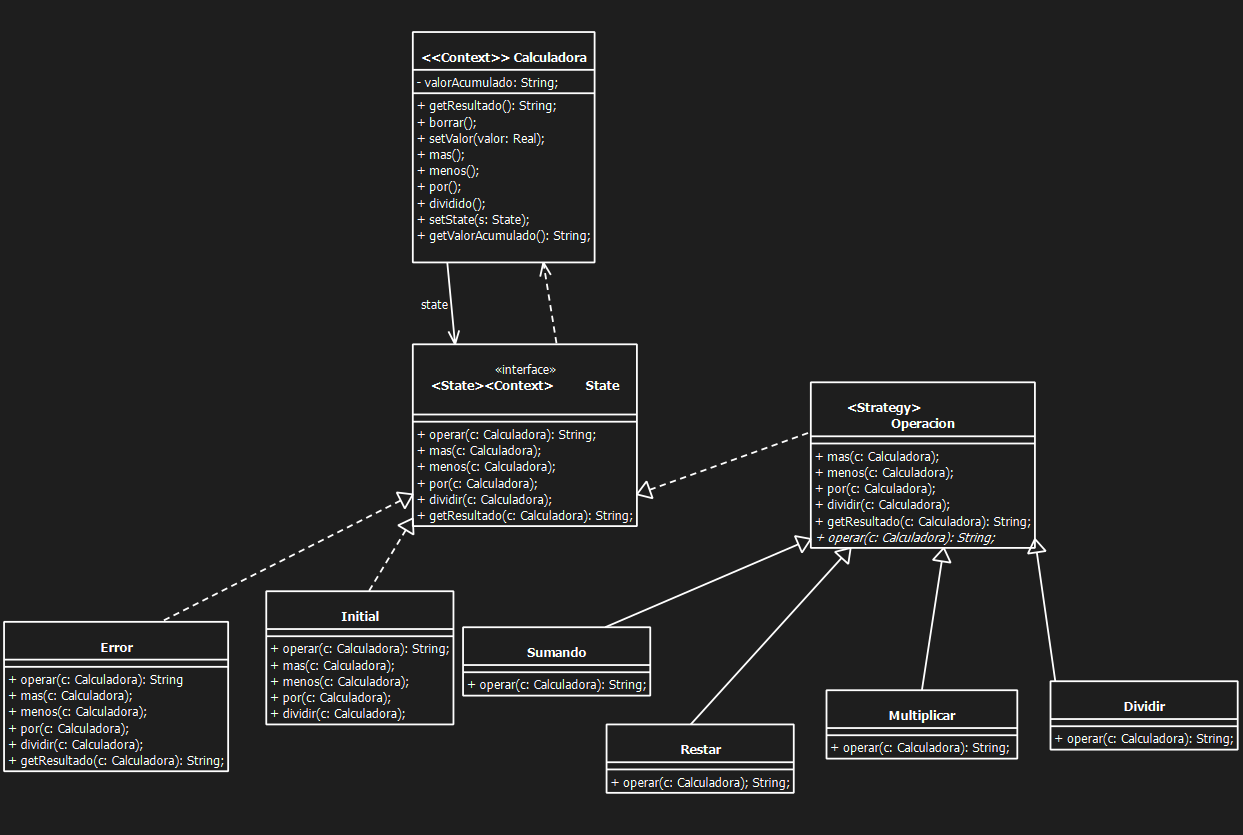 <<Context>> Calculadora
- valorAcumulado: String;
+ getResultado(): String;
+ borrar();
+ setValor(valor: Real);
+ mas();
+ menos();
+ por();
+ dividido();
+ setState(s: State);
+ getValorAcumulado(): String;
state
«interface»
<State><Context> State
+ operar(c: Calculadora): String;
+ mas(c: Calculadora);
+ menos(c: Calculadora);
+ por(c: Calculadora);
+ dividir(c: Calculadora);
+ getResultado(c: Calculadora): String;
<Strategy>
Operacion
+ mas(c: Calculadora);
+ menos(c: Calculadora);
+ por(c: Calculadora);
+ dividir(c: Calculadora);
+ getResultado(c: Calculadora): String;
+ operar(c: Calculadora): String;
Error
+ operar(c: Calculadora): String
+ mas(c: Calculadora);
+ menos(c: Calculadora);
+ por(c: Calculadora);
+ dividir(c: Calculadora);
+ getResultado(c: Calculadora): String;
Initial
+ operar(c: Calculadora): String;
+ mas(c: Calculadora);
+ menos(c: Calculadora);
+ por(c: Calculadora);
+ dividir(c: Calculadora);
Sumando
+ operar(c: Calculadora): String;
Restar
+ operar(c: Calculadora); String;
Multiplicar
+ operar(c: Calculadora): String;
Dividir
+ operar(c: Calculadora): String;